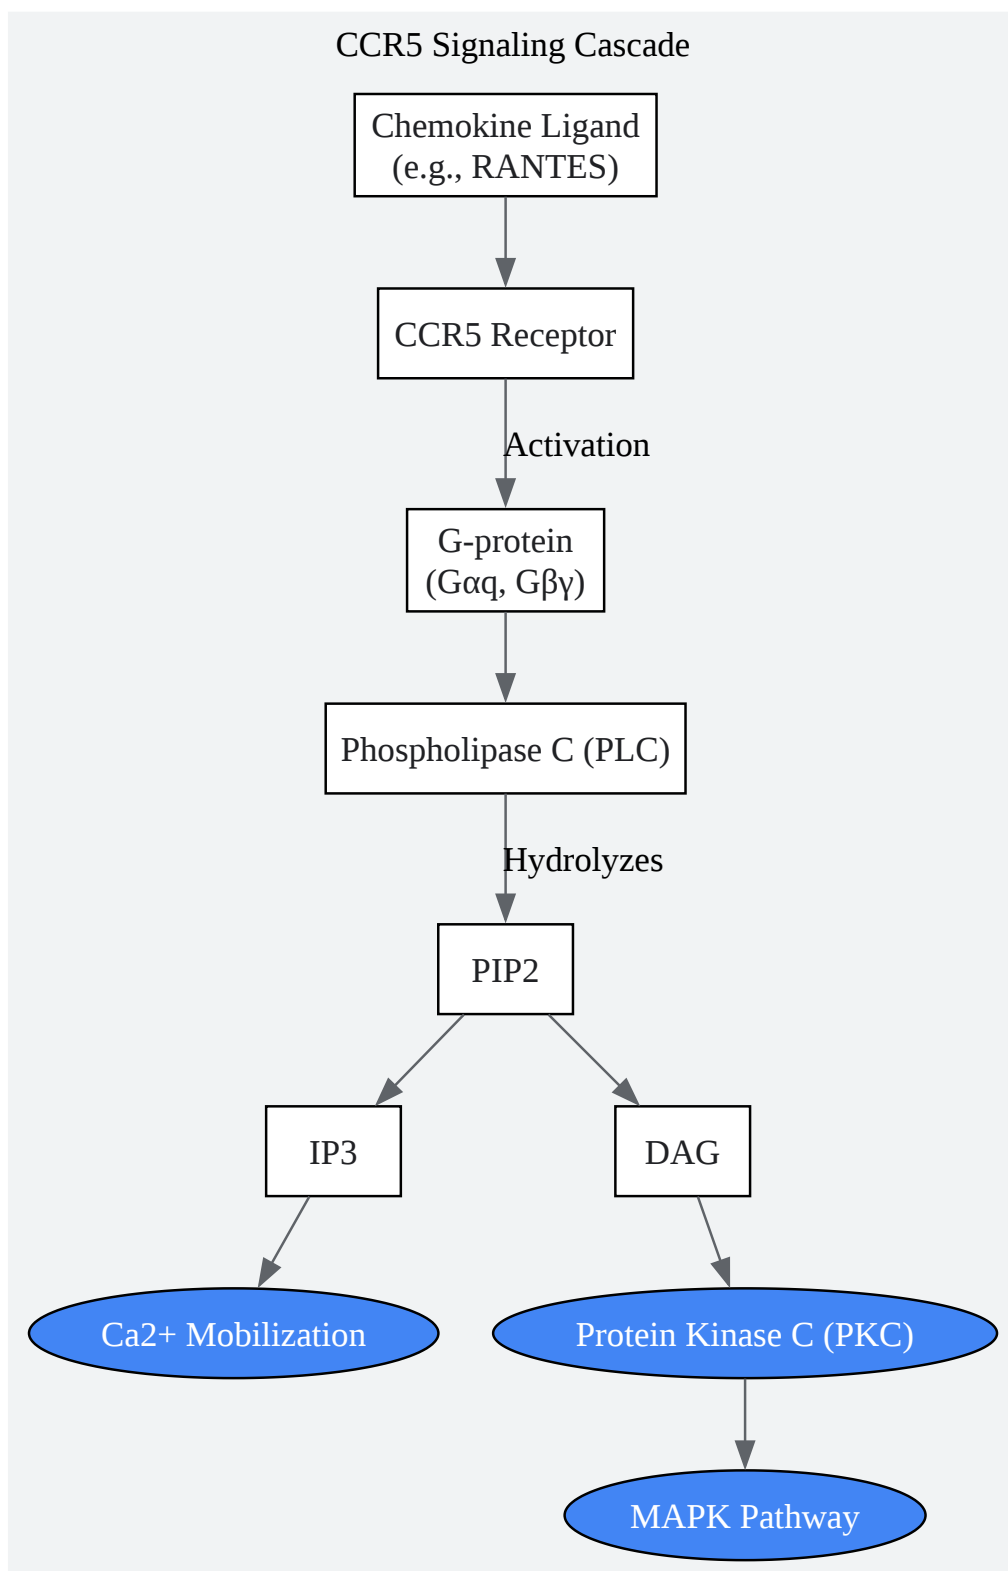 CCR5 Signaling Cascade
Chemokine Ligand
(e.g., RANTES)
CCR5 Receptor
Activation
G-protein
(Gαq, Gβγ)
Phospholipase C (PLC)
Hydrolyzes
PIP2
IP3
DAG
Ca2+ Mobilization
Protein Kinase C (PKC)
MAPK Pathway